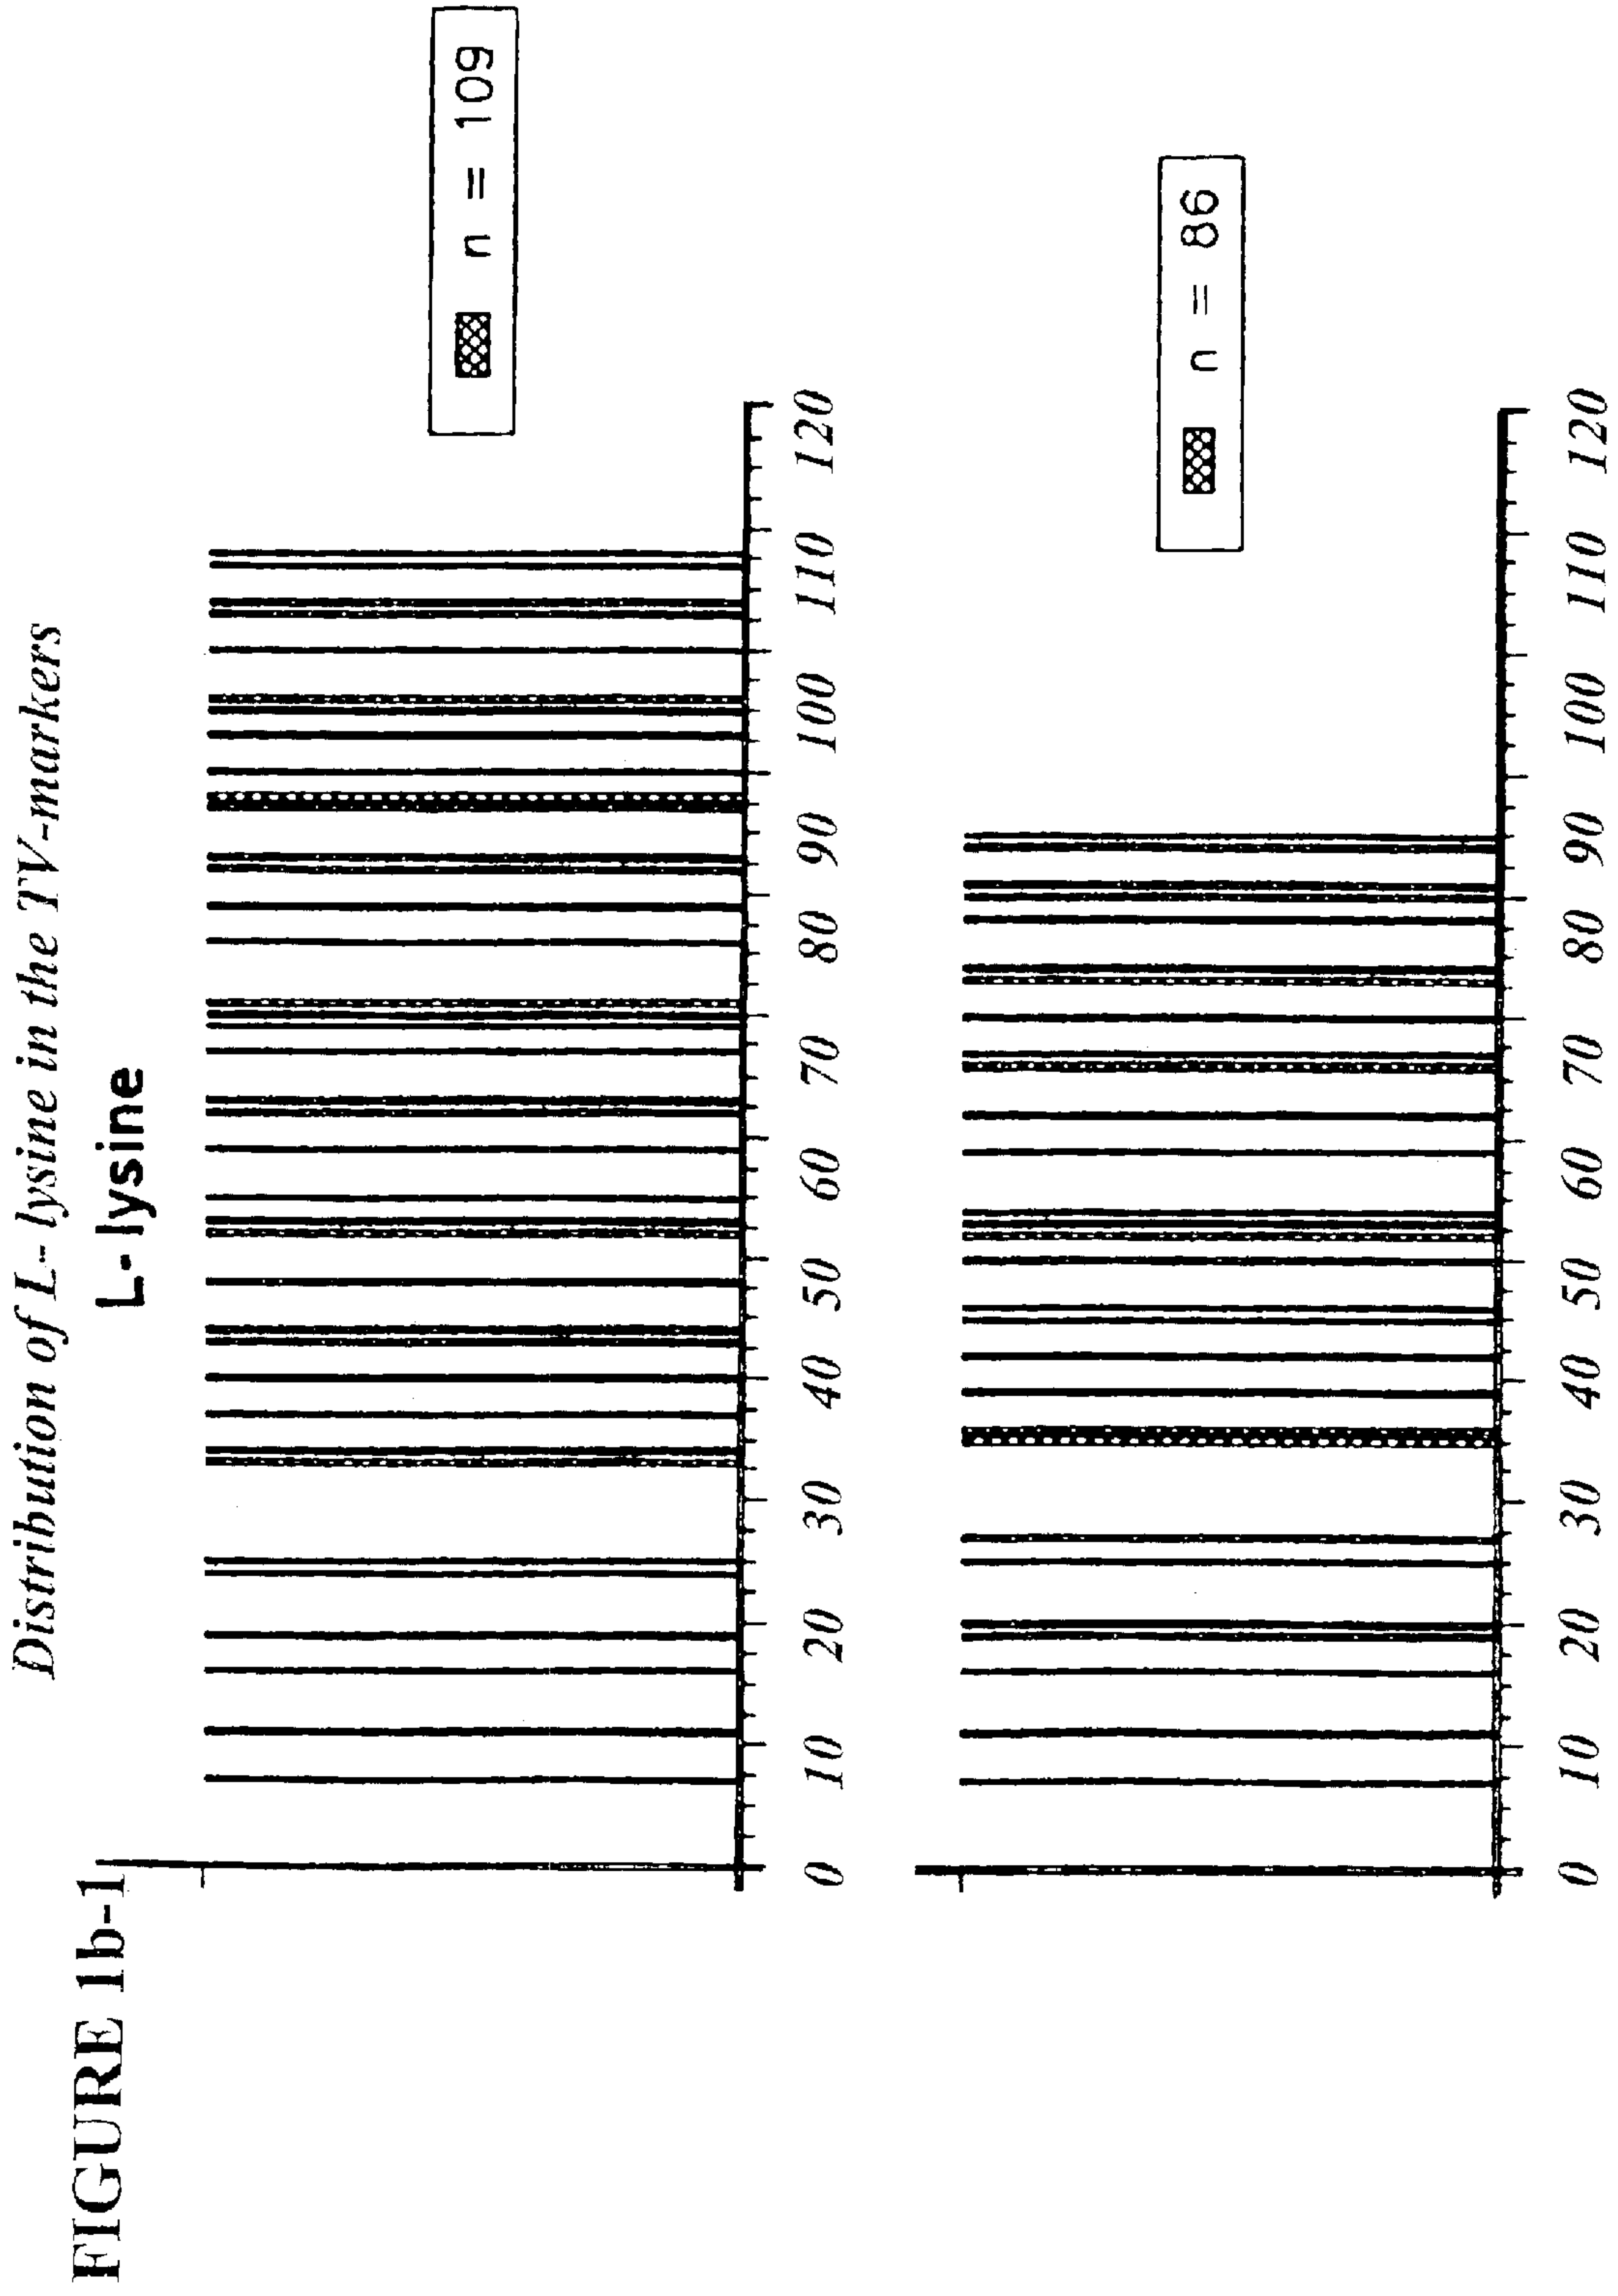 FIGURE 1b-1
Distribution of L- lysine in the TV-markers
L- lysine
n = 109
0 10 20 30 40 50 60 70 80 90 100 110 120
n = 86
0 10 20 30 40 50 60 70 80 90 100 110 120